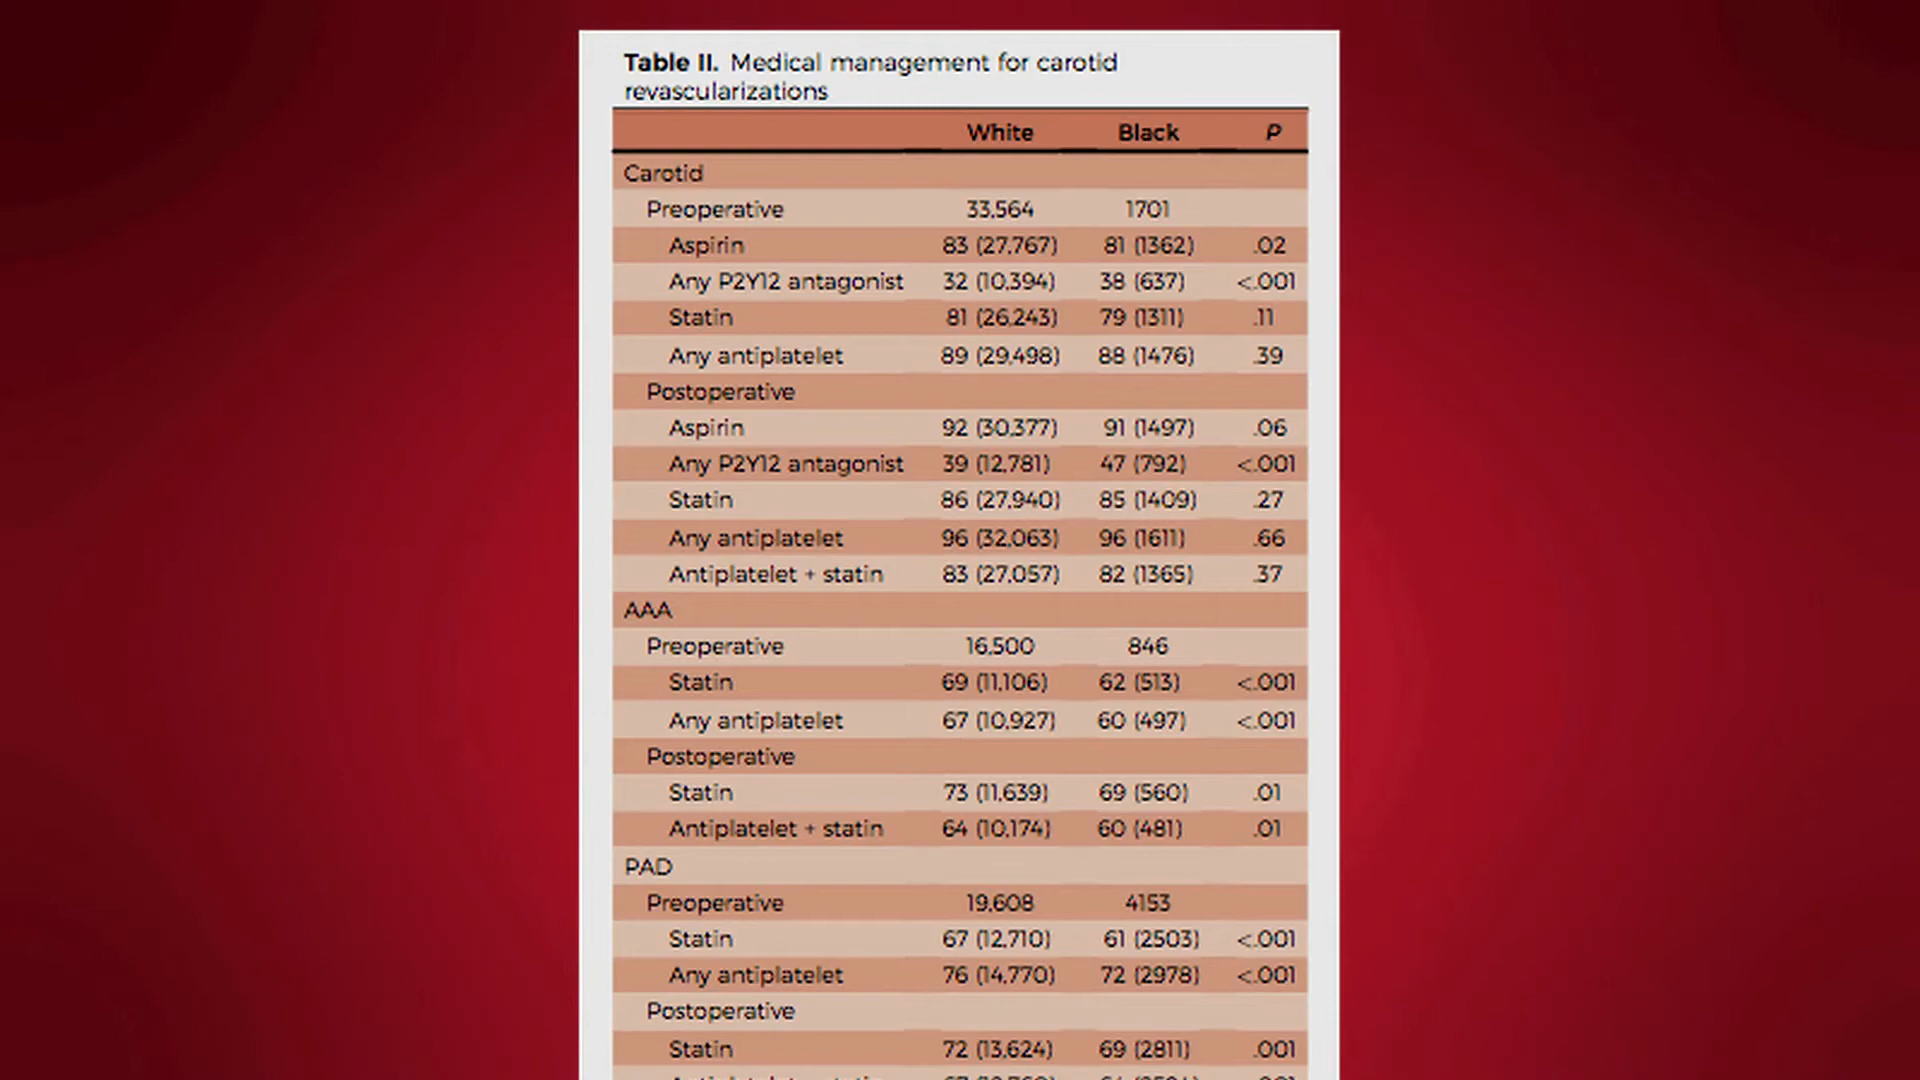 Table II. Medical management for carotid
revascularizations
White Black P
Carotid
Preoperative 33,564 1701
Aspirin 83 (27,767) 81 (1362) .02
Any P2Y12 antagonist 32 (10,394) 38 (637) <.001
Statin 81 (26,243) 79 (1311) .11
Any antiplatelet 89 (29,498) 88 (1476) .39
Postoperative
Aspirin 92 (30,377) 91 (1497) .06
Any P2Y12 antagonist 39 (12,781) 47 (792) <.001
Statin 86 (27,940) 85 (1409) .27
Any antiplatelet 96 (32,063) 96 (1611) .66
Antiplatelet + statin 83 (27,057) 82 (1365) .37
AAA
Preoperative 16,500 846
Statin 69 (11,106) 62 (513) <.001
Any antiplatelet 67 (10,927) 60 (497) <.001
Postoperative
Statin 73 (11,639) 69 (560) .01
Antiplatelet + statin 64 (10,174) 60 (481) .01
PAD
Preoperative 19,608 4153
Statin 67 (12,710) 61 (2503) <.001
Any antiplatelet 76 (14,770) 72 (2978) <.001
Postoperative
Statin 72 (13,624) 69 (2811) .001